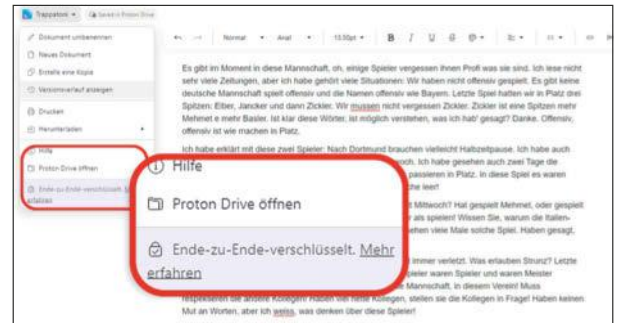 Trappatoni
Saved in Proton Drive
Dokument umbenennen
Neues Dokument
Erstelle eine Kopie
Versionsverlauf anzeigen
Drucken
Herunterladen
Hilfe
Proton Drive öffnen
Ende-zu-Ende-verschlüsselt. M
erfahren
Normal
Arial
13.50pt
B I U
Es gibt im Moment in diese Mannschaft, oh, einige Spieler vergessen ihnen Profi was sie sind. Ich lese nicht
sehr viele Zeitungen, aber ich habe gehört viele Situationen: Wir haben nicht offensiv gespielt. Es gibt keine
deutsche Mannschaft spielt offensiv und die Namen offensiv wie Bayern. Letzte Spiel hatten wir in Platz drei
Spitzen: Elber, Jancker und dann Zickler. Wir mussen nicht vergessen Zickler. Zickler ist eine Spitzen mehr
Mehmet e mehr Basler. Ist klar diese Wörter, ist möglich verstehen, was ich hab' gesagt? Danke. Offensiv,
offensiv ist wie machen in Platz.
Ich habe erklärt mit diese zwei Spieler: Nach Dortmund brauchen vielleicht Halbzeitpause. Ich habe auch
woch. Ich habe gesehen auch zwei Tage die
passieren in Platz. In diese Spiel es waren
che leer!
t Mittwoch? Hat gespielt Mehmet, oder gespielt
r als spielen! Wissen Sie, warum die Italien-
ehen viele Male solche Spiel. Haben gesagt,
t immer verletzt. Was erlauben Strunz? Letzte
pieler waren Spieler und waren Meister
e Mannschaft, in diesem Verein! Muss
respektieren die andere Kollegen! Haben viel nette Kollegen, stellen sie die Kollegen in Frage! Haben keinen
Mut an Worten, aber ich weiss, was denken über diese Spieler!
Hilfe
Proton Drive öffnen
Ende-zu-Ende-verschlüsselt. Mehr
erfahren